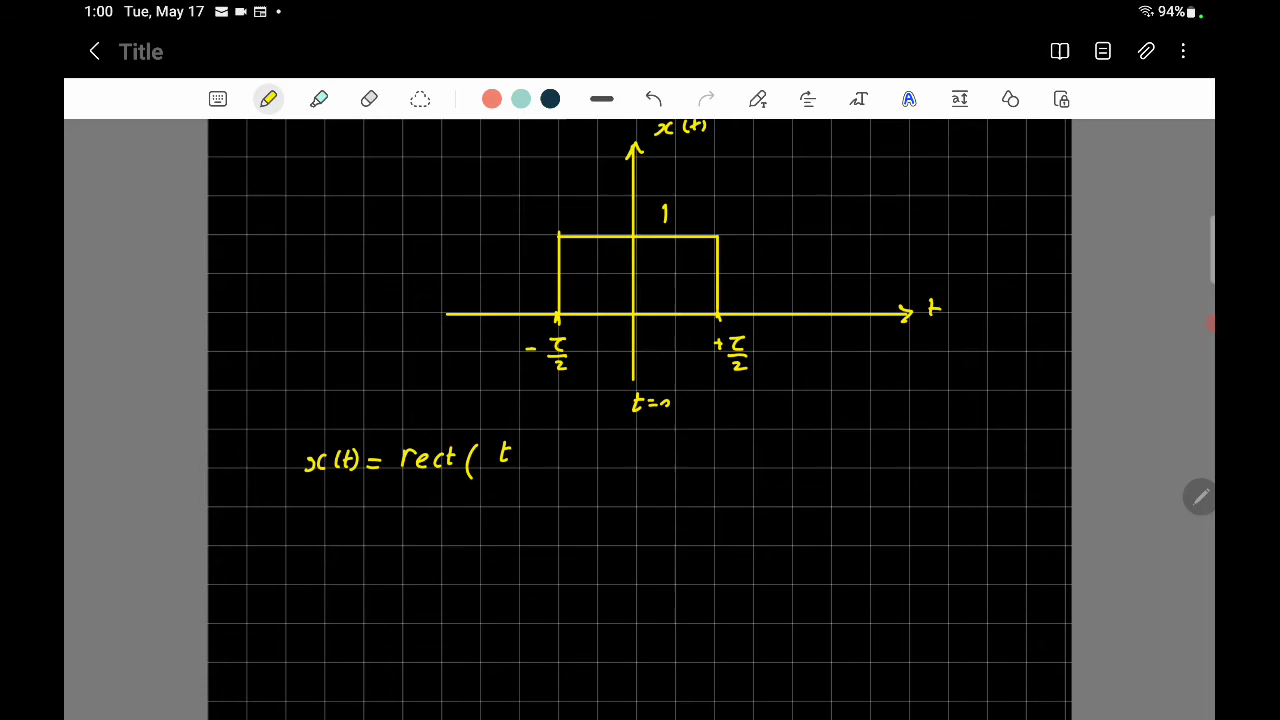 1:00 Tue, May 17
94%
Title
x(t)
1
t
- τ/2
+ τ/2
t=0
x(t) = rect( t